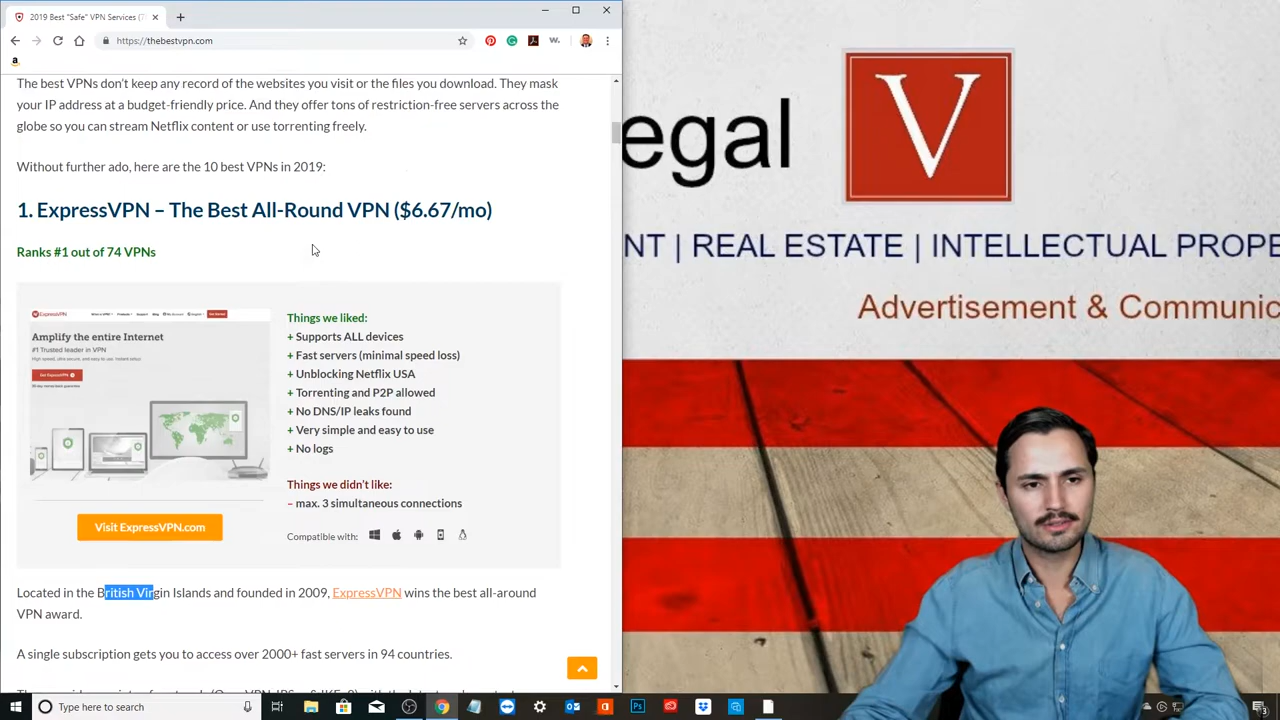 2019 Best "Safe" VPN Services (7
https://thebestvpn.com
w.
The best VPNs don't keep any record of the websites you visit or the files you download. They mask
your IP address at a budget-friendly price. And they offer tons of restriction-free servers across the
globe so you can stream Netflix content or use torrenting freely.
Without further ado, here are the 10 best VPNs in 2019:
1. ExpressVPN – The Best All-Round VPN ($6.67/mo)
Ranks #1 out of 74 VPNs
ExpressVPN
Amplify the entire Internet
#1 Trusted leader in VPN
Things we liked:
+ Supports ALL devices
+ Fast servers (minimal speed loss)
+ Unblocking Netflix USA
+ Torrenting and P2P allowed
+ No DNS/IP leaks found
+ Very simple and easy to use
+ No logs
Things we didn't like:
– max. 3 simultaneous connections
Compatible with:
Visit ExpressVPN.com
Located in the British Virgin Islands and founded in 2009, ExpressVPN wins the best all-around
VPN award.
A single subscription gets you to access over 2000+ fast servers in 94 countries.
Type here to search
egal
V
NT | REAL ESTATE | INTELLECTUAL PROPE
Advertisement & Communic